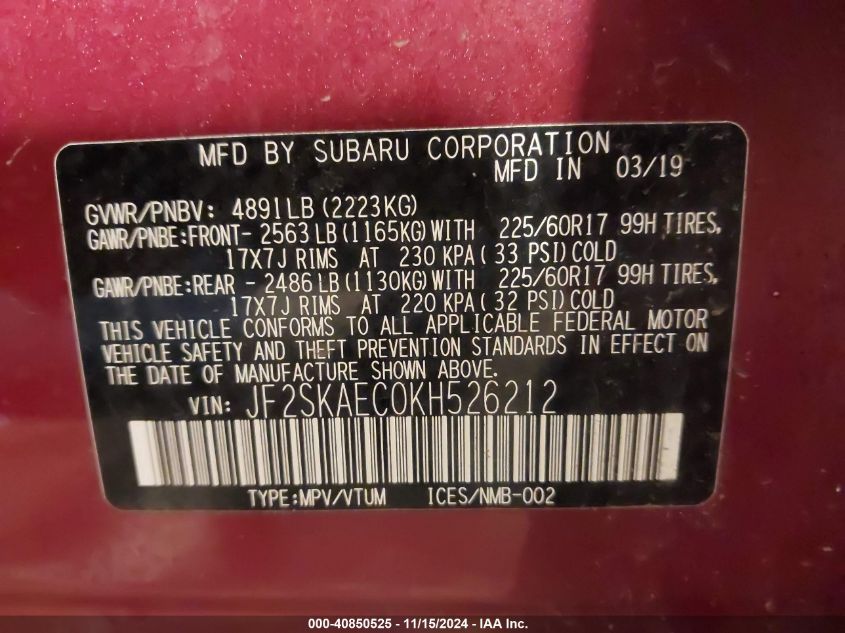 MFD BY SUBARU CORPORATION
MFD IN 03/19
GVWR/PNBV: 4891LB (2223KG)
GAWR/PNBE:FRONT- 2563 LB (1165KG) WITH 225/60R17 99H TIRES,
17X7J RIMS AT 230 KPA ( 33 PSI) COLD
GAWR/PNBE:REAR - 2486 LB (1130KG) WITH 225/60R17 99H TIRES,
17X7J RIMS AT 220 KPA ( 32 PSI) COLD
THIS VEHICLE CONFORMS TO ALL APPLICABLE FEDERAL MOTOR
VEHICLE SAFETY AND THEFT PREVENTION STANDARDS IN EFFECT ON
THE DATE OF MANUFACTURE SHOWN ABOVE.
VIN: JF2SKAEC0KH526212
TYPE:MPV/VTUM ICES/NMB-002
000-40850525 - 11/15/2024 - IAA Inc.